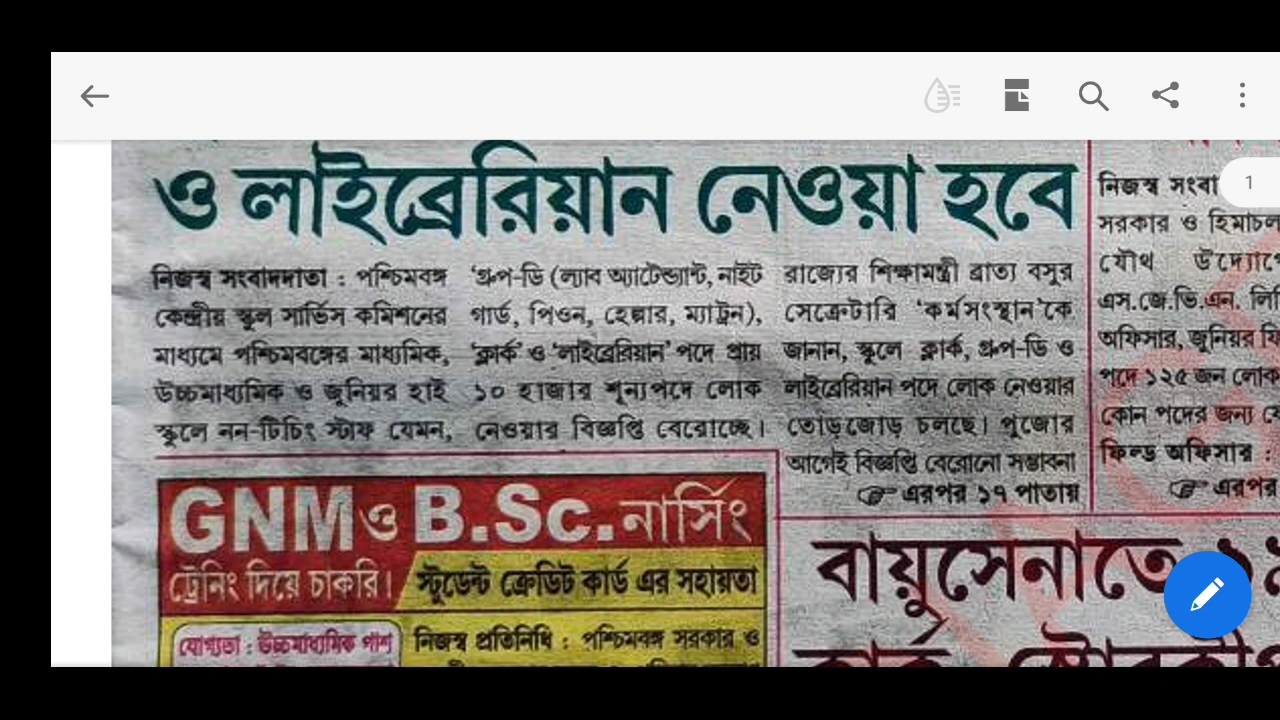 1
ও লাইব্রেরিয়ান নেওয়া হবে
নিজস্ব সংবাদদাতা : পশ্চিমবঙ্গ
কেন্দ্রীয় স্কুল সার্ভিস কমিশনের
মাধ্যমে পশ্চিমবঙ্গের মাধ্যমিক,
উচ্চমাধ্যমিক ও জুনিয়র হাই
স্কুলে নন-টিচিং স্টাফ যেমন,
'গ্রুপ-ডি (ল্যাব অ্যাটেন্ড্যান্ট, নাইট
গার্ড, পিওন, হেল্পার, ম্যাট্রন),
'ক্লার্ক' ও 'লাইব্রেরিয়ান' পদে প্রায়
১০ হাজার শূন্যপদে লোক
নেওয়ার বিজ্ঞপ্তি বেরোচ্ছে।
রাজ্যের শিক্ষামন্ত্রী ব্রাত্য বসুর
সেক্রেটারি 'কর্মসংস্থান'কে
জানান, স্কুলে ক্লার্ক, গ্রুপ-ডি ও
লাইব্রেরিয়ান পদে লোক নেওয়ার
তোড়জোড় চলছে। পুজোর
আগেই বিজ্ঞপ্তি বেরোনো সম্ভাবনা
এরপর ১৭ পাতায়
নিজস্ব
সরকার ও হিমাচল
যৌথ
এস.জে.ভি.এন.
অফিসার, জুনিয়র
পদে ১২৫ জন লোক
কোন পদের জন্য
ফিল্ড অফিসার :
এরপর
GNM ও B.Sc. নার্সিং
ট্রেনিং দিয়ে চাকরি।
স্টুডেন্ট ক্রেডিট কার্ড এর সহায়তা
যোগ্যতা : উচ্চমাধ্যমিক পাশ
নিজস্ব প্রতিনিধি : পশ্চিমবঙ্গ সরকার ও
বায়ুসেনাতে